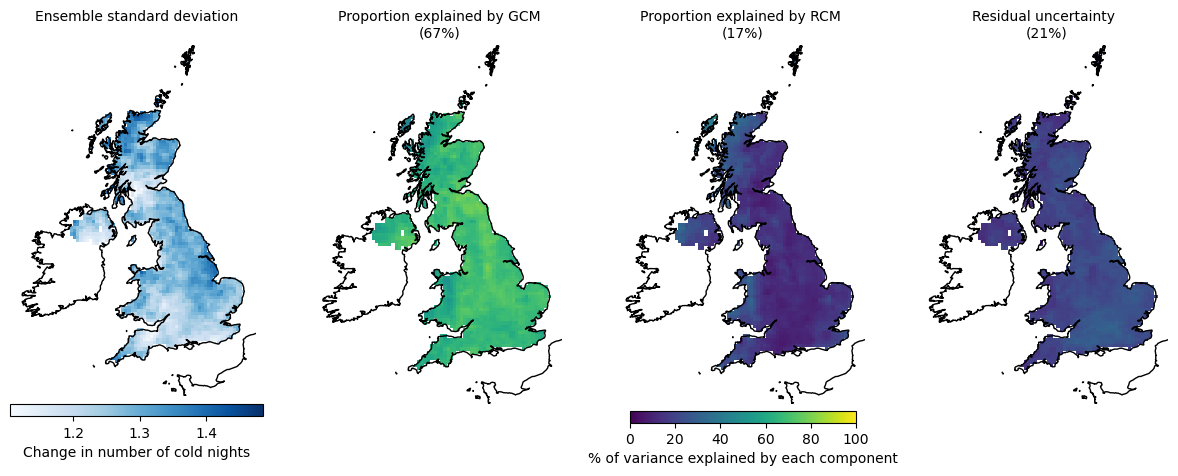 Ensemble standard deviation
Proportion explained by GCM
(67%)
Proportion explained by RCM
(17%)
Residual uncertainty
(21%)
1.2 1.3 1.4
Change in number of cold nights
0 20 40 60 80 100
% of variance explained by each component